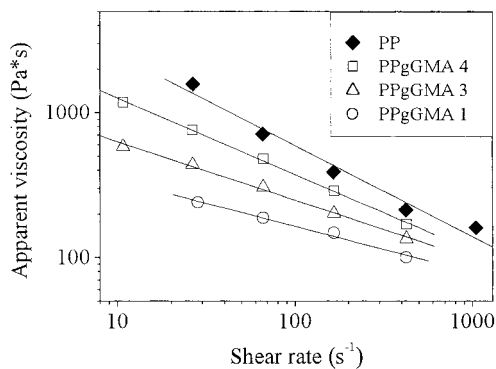 Apparent viscosity (Pa*s)
1000
100
PP
PPgGMA 4
PPgGMA 3
PPgGMA 1
10
100
1000
Shear rate (s⁻¹)